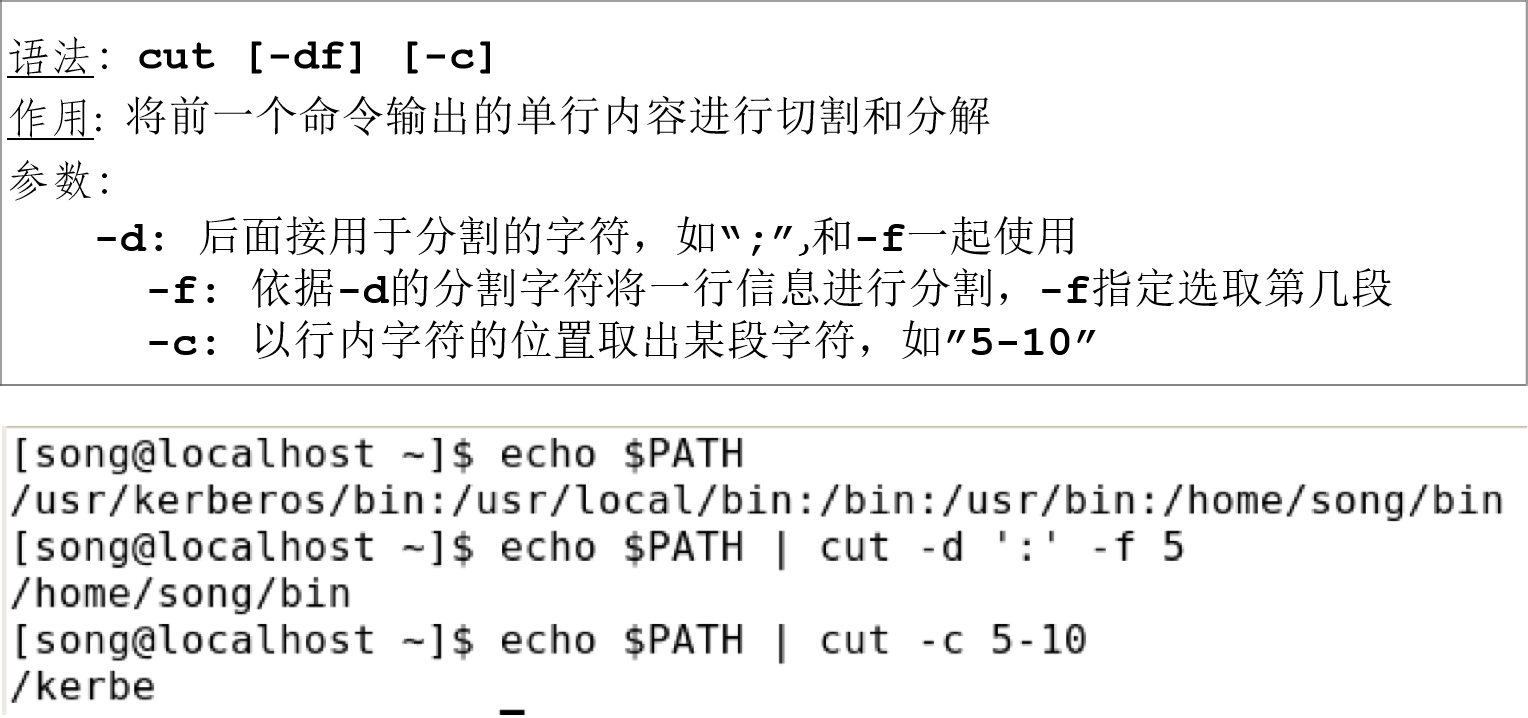 语法: cut [-df] [-c]
作用: 将前一个命令输出的单行内容进行切割和分解
参数:
-d: 后面接用于分割的字符，如“;”,和-f一起使用
-f: 依据-d的分割字符将一行信息进行分割，-f指定选取第几段
-c: 以行内字符的位置取出某段字符，如”5-10”
[song@localhost ~]$ echo $PATH
/usr/kerberos/bin:/usr/local/bin:/bin:/usr/bin:/home/song/bin
[song@localhost ~]$ echo $PATH | cut -d ':' -f 5
/home/song/bin
[song@localhost ~]$ echo $PATH | cut -c 5-10
/kerbe